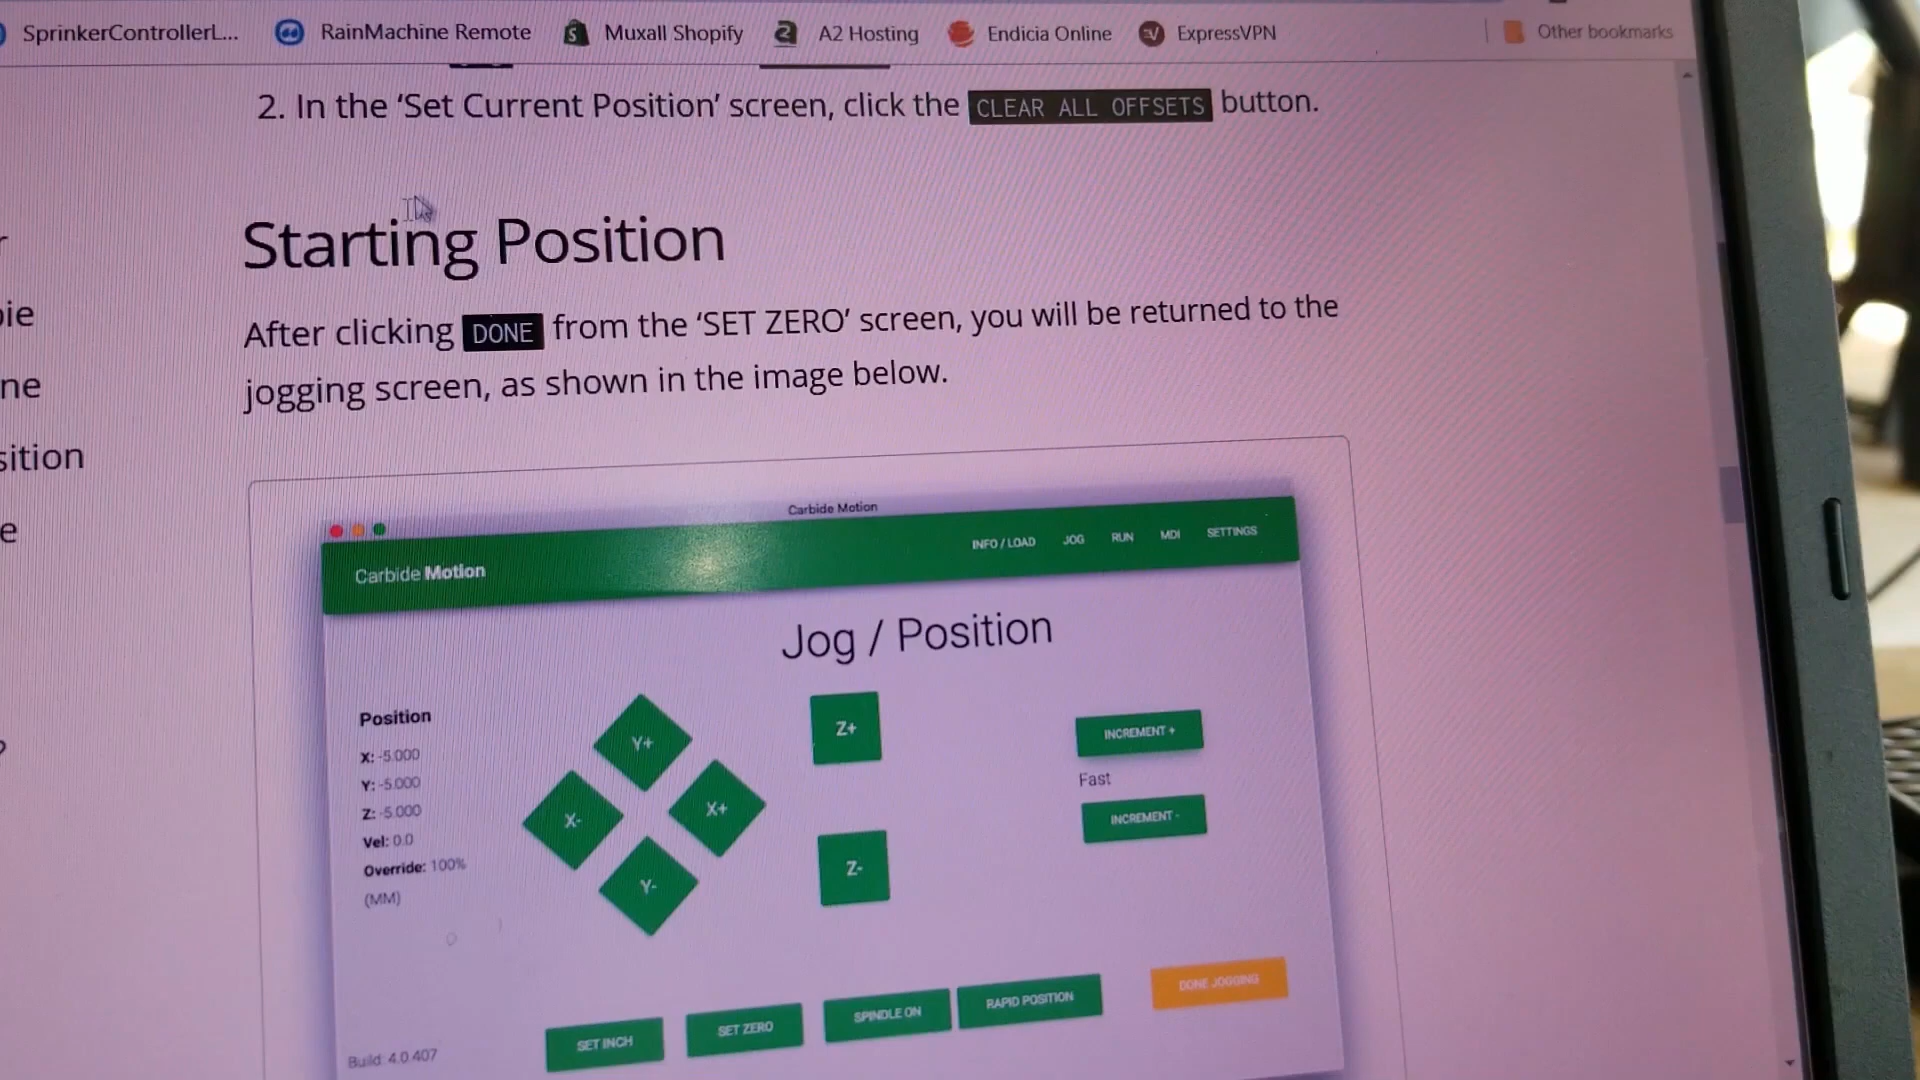 SprinkerControllerL...
RainMachine Remote
Muxall Shopify
A2 Hosting
Endicia Online
ExpressVPN
Other bookmarks
2. In the ‘Set Current Position’ screen, click the CLEAR ALL OFFSETS button.
Starting Position
After clicking DONE from the ‘SET ZERO’ screen, you will be returned to the
jogging screen, as shown in the image below.
Carbide Motion
Carbide Motion
INFO / LOAD JOG RUN MDI SETTINGS
Jog / Position
Position
X: -5.000
Y: -5.000
Z: -5.000
Vel: 0.0
Override: 100%
(MM)
Y+
X-
X+
Y-
Z+
Z-
INCREMENT +
Fast
INCREMENT -
SET INCH
SET ZERO
SPINDLE ON
RAPID POSITION
DONE JOGGING
Build: 4.0.407